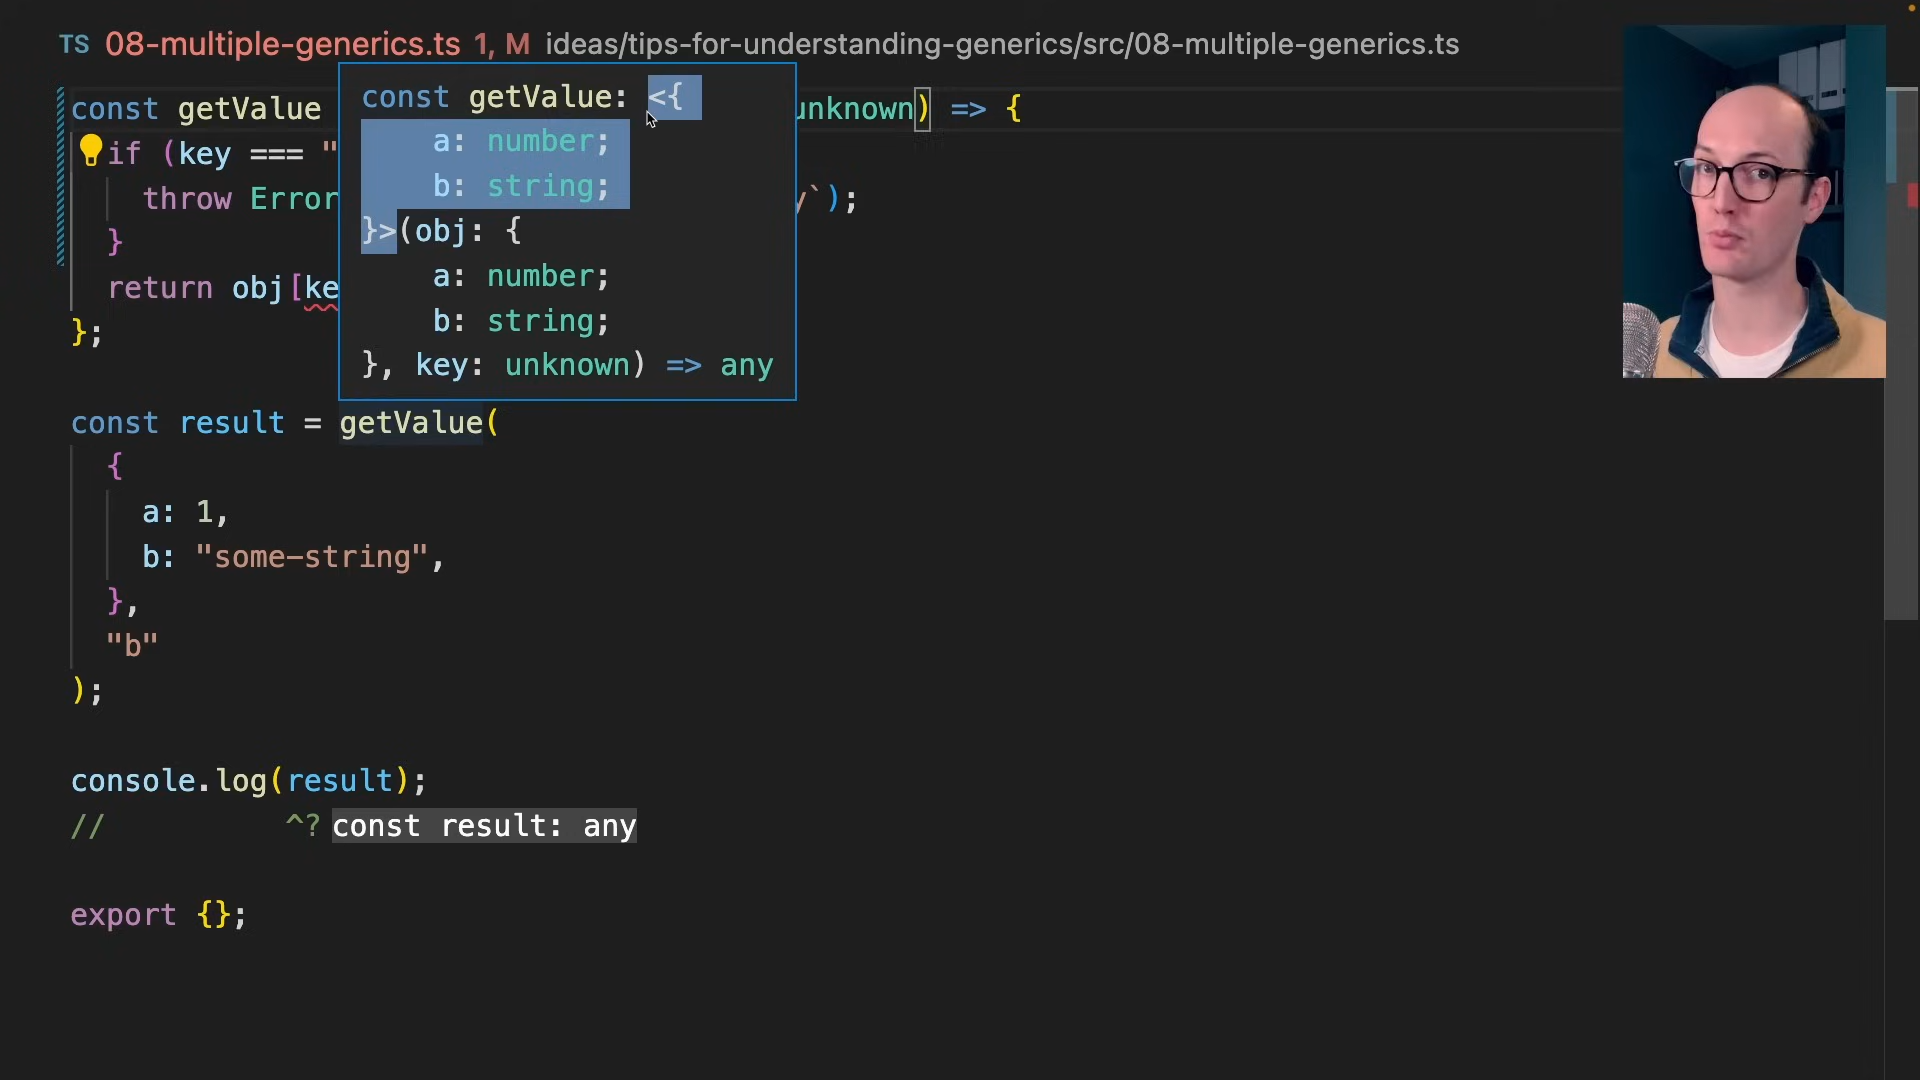 TS 08-multiple-generics.ts 1, M ideas/tips-for-understanding-generics/src/08-multiple-generics.ts
const getValue unknown) => {
if (key === "
throw Error y`);
}
return obj[ke
};
const getValue: <{
a: number;
b: string;
}>(obj: {
a: number;
b: string;
}, key: unknown) => any
const result = getValue(
{
a: 1,
b: "some-string",
},
"b"
);
console.log(result);
// ^? const result: any
export {};